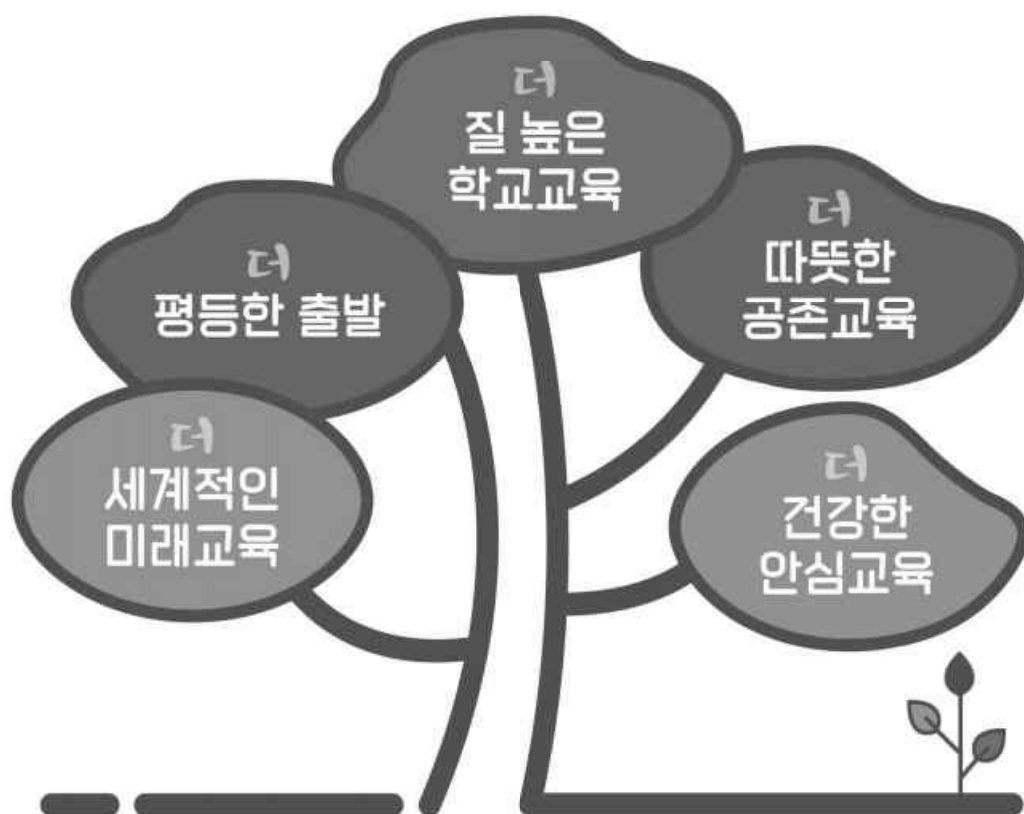 더
질 높은
학교교육
더
평등한 출발
더
따뜻한
공존교육
더
세계적인
미래교육
더
건강한
안심교육